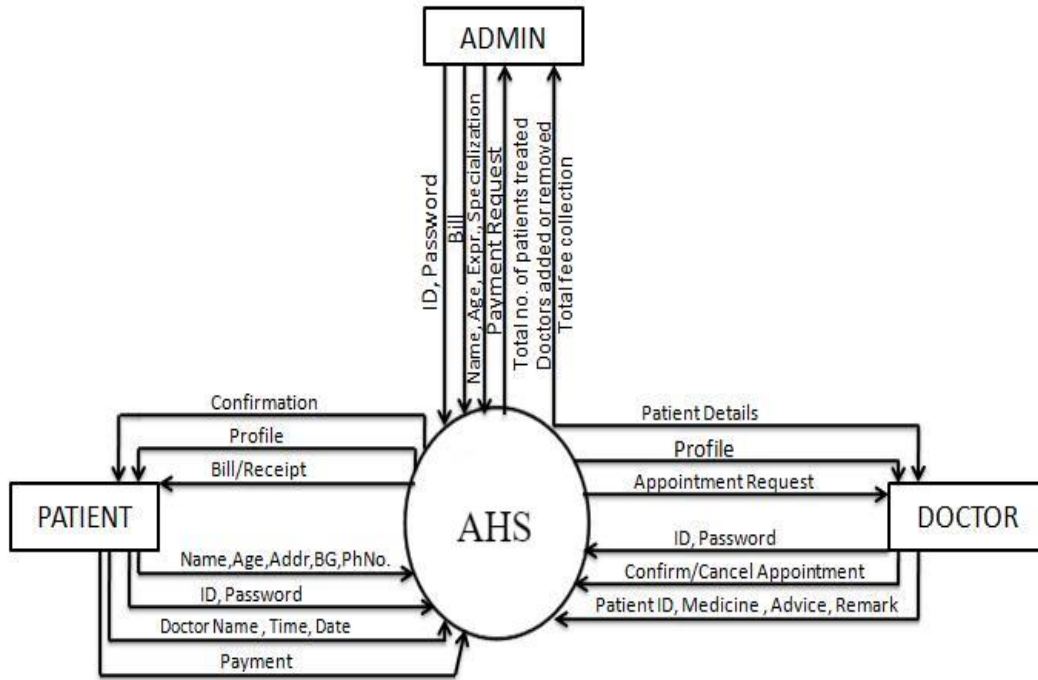 ADMIN
ID, Password
Bill
Name, Age, Expr., Specialization
Payment Request
Total no. of patients treated
Doctors added or removed
Total fee collection
Confirmation
Profile
Bill/Receipt
PATIENT
Name,Age,Addr,BG,PhNo.
ID, Password
Doctor Name , Time, Date
Payment
AHS
Patient Details
Profile
Appointment Request
DOCTOR
ID, Password
Confirm/Cancel Appointment
Patient ID, Medicine , Advice, Remark